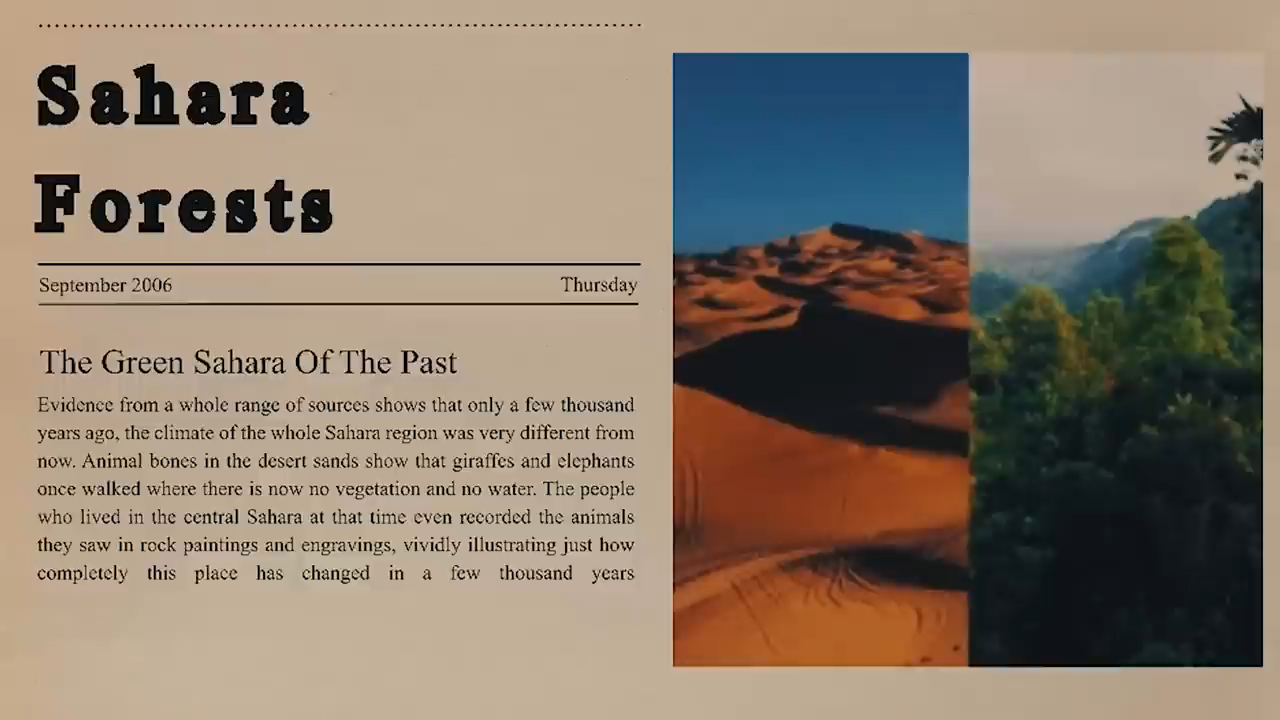 Sahara
Forests
September 2006 Thursday
The Green Sahara Of The Past
Evidence from a whole range of sources shows that only a few thousand
years ago, the climate of the whole Sahara region was very different from
now. Animal bones in the desert sands show that giraffes and elephants
once walked where there is now no vegetation and no water. The people
who lived in the central Sahara at that time even recorded the animals
they saw in rock paintings and engravings, vividly illustrating just how
completely this place has changed in a few thousand years